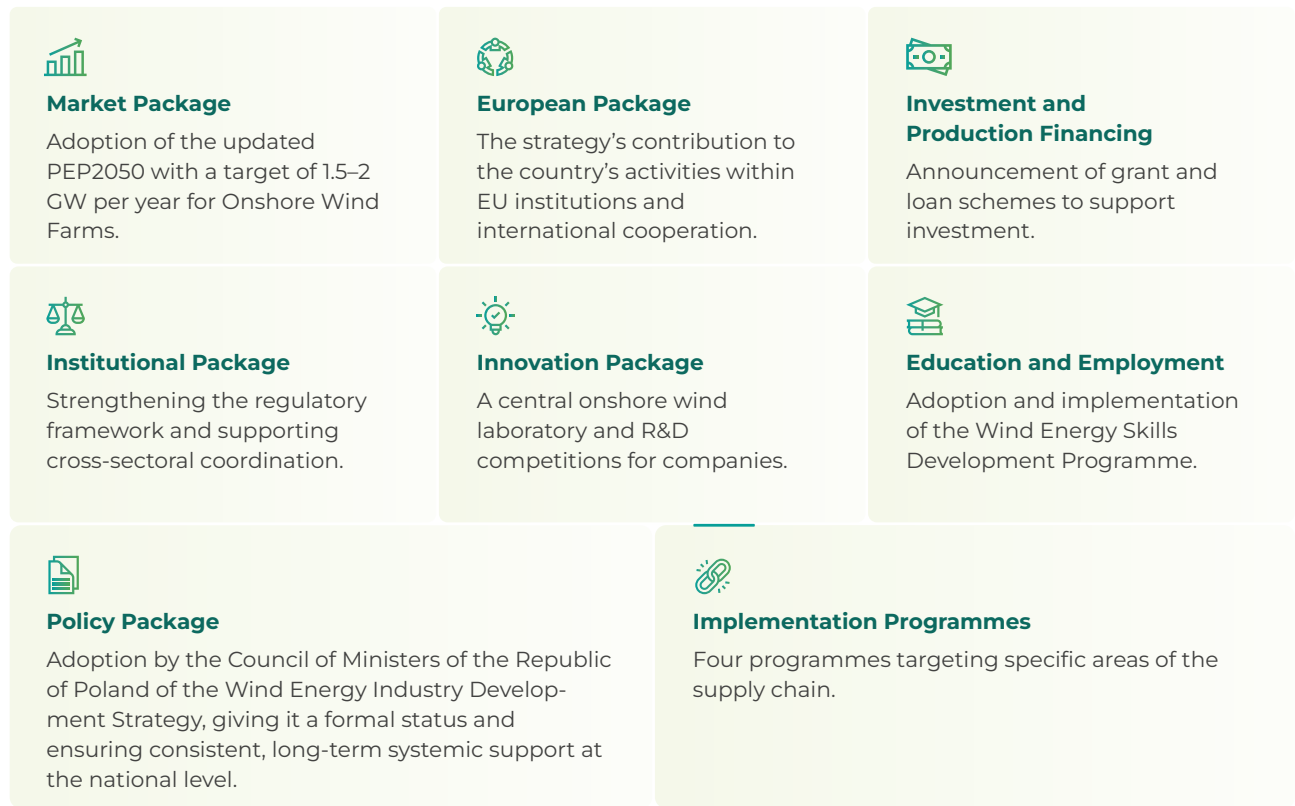 Market Package
Adoption of the updated
PEP2050 with a target of 1.5–2
GW per year for Onshore Wind
Farms.
European Package
The strategy’s contribution to
the country’s activities within
EU institutions and
international cooperation.
Investment and
Production Financing
Announcement of grant and
loan schemes to support
investment.
Institutional Package
Strengthening the regulatory
framework and supporting
cross-sectoral coordination.
Innovation Package
A central onshore wind
laboratory and R&D
competitions for companies.
Education and Employment
Adoption and implementation
of the Wind Energy Skills
Development Programme.
Policy Package
Adoption by the Council of Ministers of the Republic
of Poland of the Wind Energy Industry Develop-
ment Strategy, giving it a formal status and
ensuring consistent, long-term systemic support at
the national level.
Implementation Programmes
Four programmes targeting specific areas of the
supply chain.